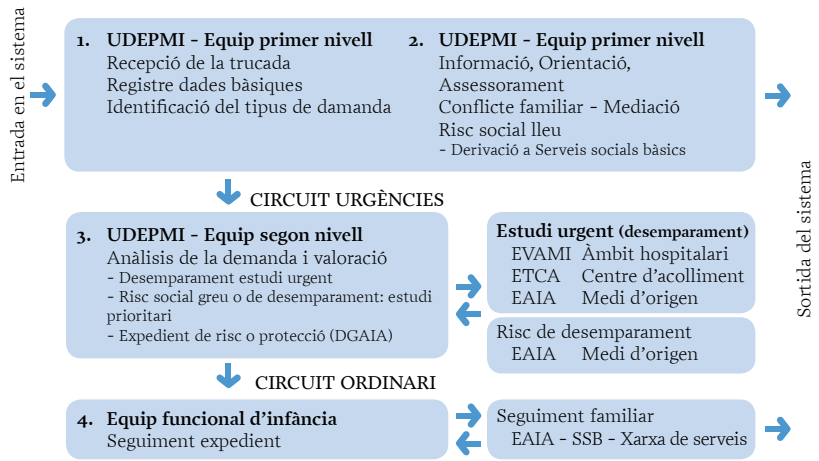 Entrada en el sistema
1. UDEPMI – Equip primer nivell
Recepció de la trucada
Registre dades bàsiques
Identificació del tipus de damanda
2. UDEPMI – Equip primer nivell
Informació, Orientació,
Assessorament
Conflicte familiar – Mediació
Risc social lleu
- Derivació a Serveis socials bàsics
CIRCUIT URGÈNCIES
3. UDEPMI – Equip segon nivell
Anàlisis de la demanda i valoració
- Desemparament estudi urgent
- Risc social greu o de desemparament: estudi
prioritari
- Expedient de risc o protecció (DGAIA)
Estudi urgent (desemparament)
EVAMI Àmbit hospitalari
ETCA Centre d'acolliment
EAIA Medi d'origen
Risc de desemparament
EAIA Medi d'origen
CIRCUIT ORDINARI
4. Equip funcional d'infància
Seguiment expedient
Seguiment familiar
EAIA – SSB – Xarxa de serveis
Sortida del sistema